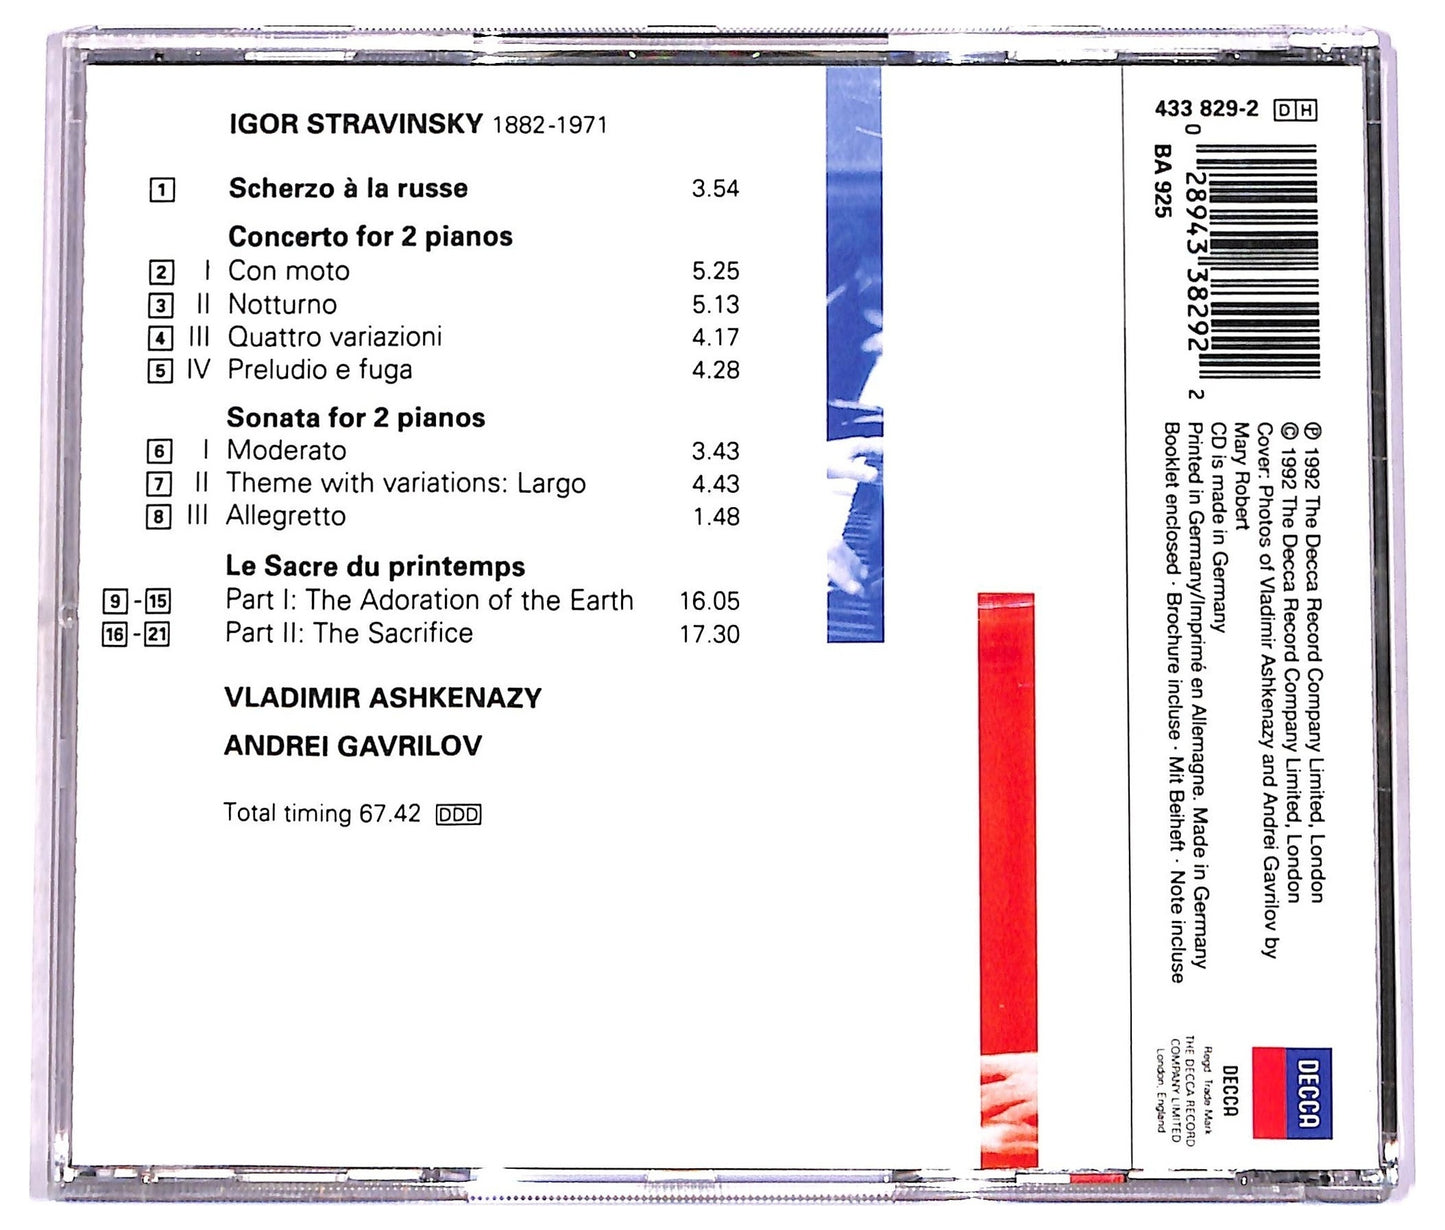 IGOR STRAVINSKY 1882-1971
1 Scherzo à la russe 3.54
Concerto for 2 pianos
2 I Con moto 5.25
3 II Notturno 5.13
4 III Quattro variazioni 4.17
5 IV Preludio e fuga 4.28
Sonata for 2 pianos
6 I Moderato 3.43
7 II Theme with variations: Largo 4.43
8 III Allegretto 1.48
Le Sacre du printemps
9 - 15 Part I: The Adoration of the Earth 16.05
16 - 21 Part II: The Sacrifice 17.30
VLADIMIR ASHKENAZY
ANDREI GAVRILOV
Total timing 67.42 DDD
433 829-2 DH
BA 925
0 28943 38292 2
℗ 1992 The Decca Record Company Limited, London
© 1992 The Decca Record Company Limited, London
Cover: Photos of Vladimir Ashkenazy and Andrei Gavrilov by
Mary Robert
CD is made in Germany
Printed in Germany/Imprimé en Allemagne. Made in Germany
Booklet enclosed · Brochure incluse · Mit Beiheft · Note incluse
DECCA
DECCA
Regd Trade Mark
THE DECCA RECORD
COMPANY LIMITED
London, England